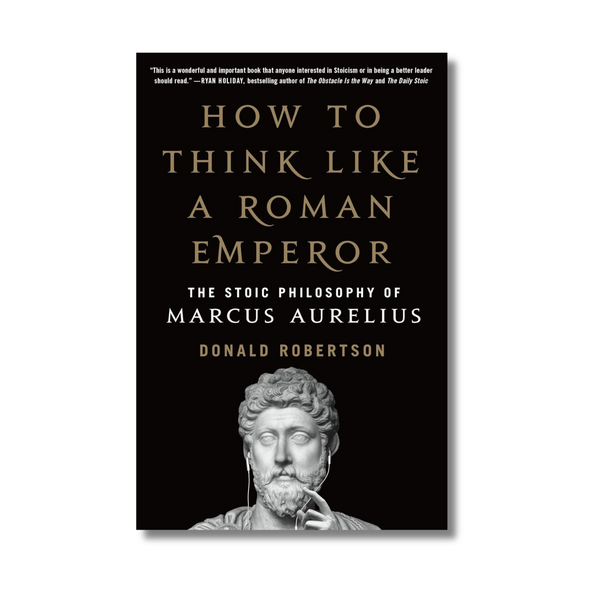 "This is a wonderful and important book that anyone interested in Stoicism or in being a better leader
should read." —RYAN HOLIDAY, bestselling author of The Obstacle Is the Way and The Daily Stoic
HOW TO
THINK LIKE
A ROMAN
EMPEROR
THE STOIC PHILOSOPHY OF
MARCUS AURELIUS
DONALD ROBERTSON